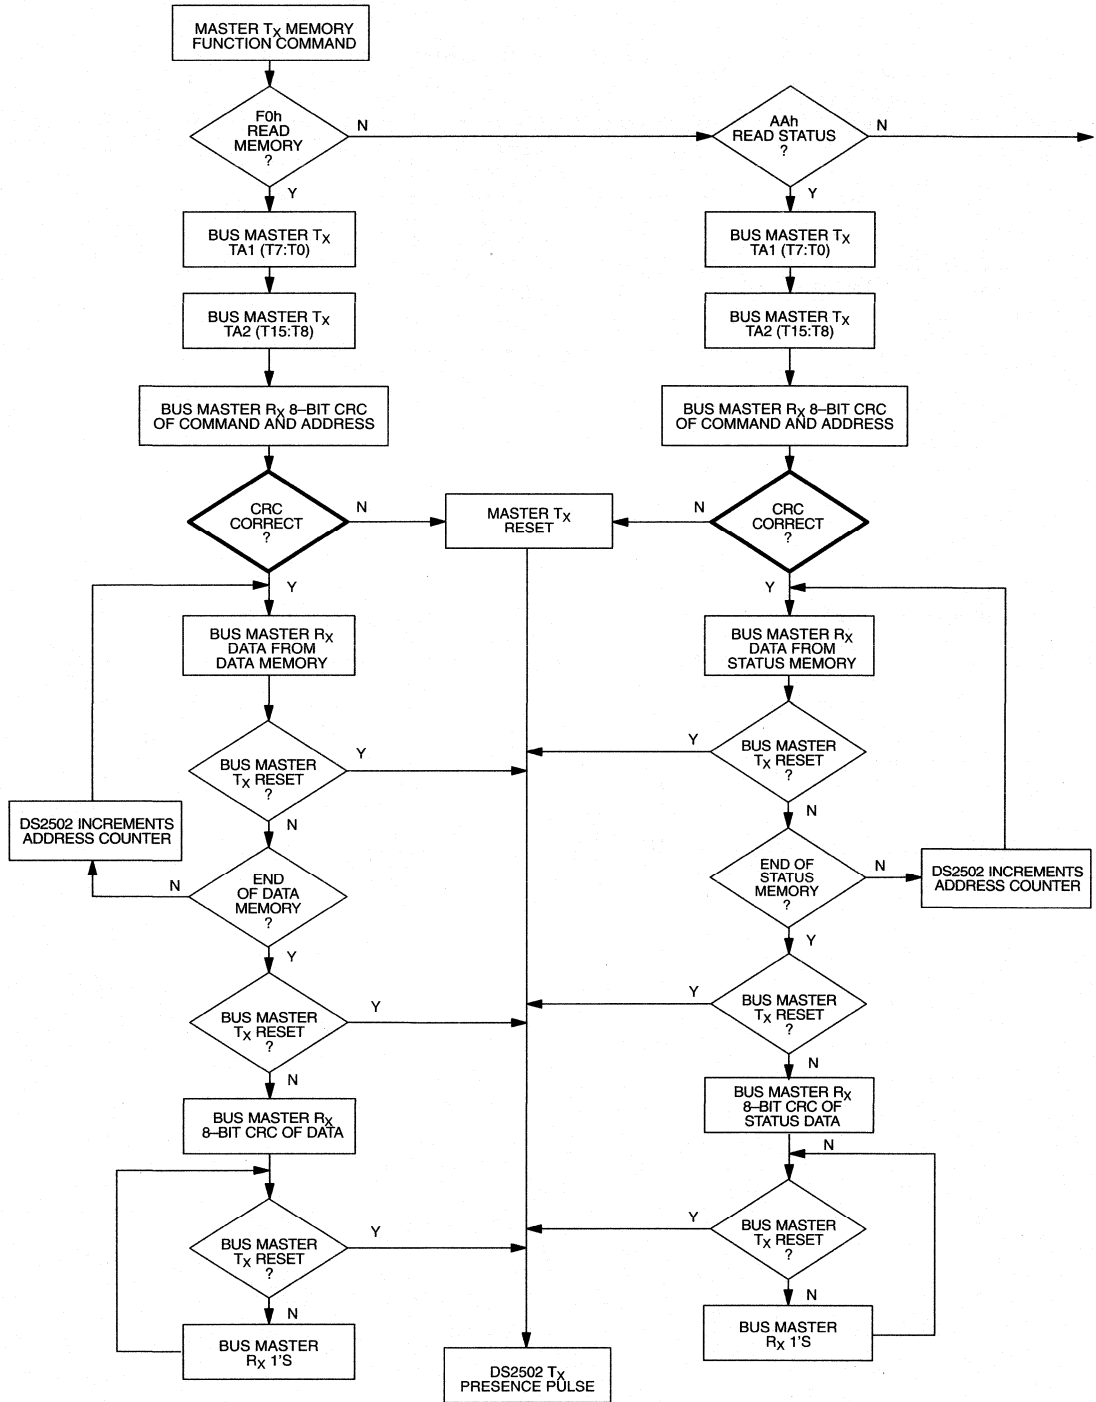 MASTER TX MEMORY
FUNCTION COMMAND
F0h
READ
MEMORY
?
N
Y
AAh
READ STATUS
?
N
Y
BUS MASTER TX
TA1 (T7:T0)
BUS MASTER TX
TA1 (T7:T0)
BUS MASTER TX
TA2 (T15:T8)
BUS MASTER TX
TA2 (T15:T8)
BUS MASTER RX 8–BIT CRC
OF COMMAND AND ADDRESS
BUS MASTER RX 8–BIT CRC
OF COMMAND AND ADDRESS
CRC
CORRECT
?
N
Y
MASTER TX
RESET
N
CRC
CORRECT
?
Y
BUS MASTER RX
DATA FROM
DATA MEMORY
BUS MASTER RX
DATA FROM
STATUS MEMORY
BUS MASTER
TX RESET
?
Y
N
Y
BUS MASTER
TX RESET
?
N
DS2502 INCREMENTS
ADDRESS COUNTER
N
END
OF DATA
MEMORY
?
Y
END OF
STATUS
MEMORY
?
N
Y
DS2502 INCREMENTS
ADDRESS COUNTER
BUS MASTER
TX RESET
?
Y
N
Y
BUS MASTER
TX RESET
?
N
BUS MASTER RX
8–BIT CRC OF DATA
BUS MASTER RX
8–BIT CRC OF
STATUS DATA
N
BUS MASTER
TX RESET
?
Y
N
Y
BUS MASTER
TX RESET
?
N
BUS MASTER
RX 1'S
BUS MASTER
RX 1'S
DS2502 TX
PRESENCE PULSE